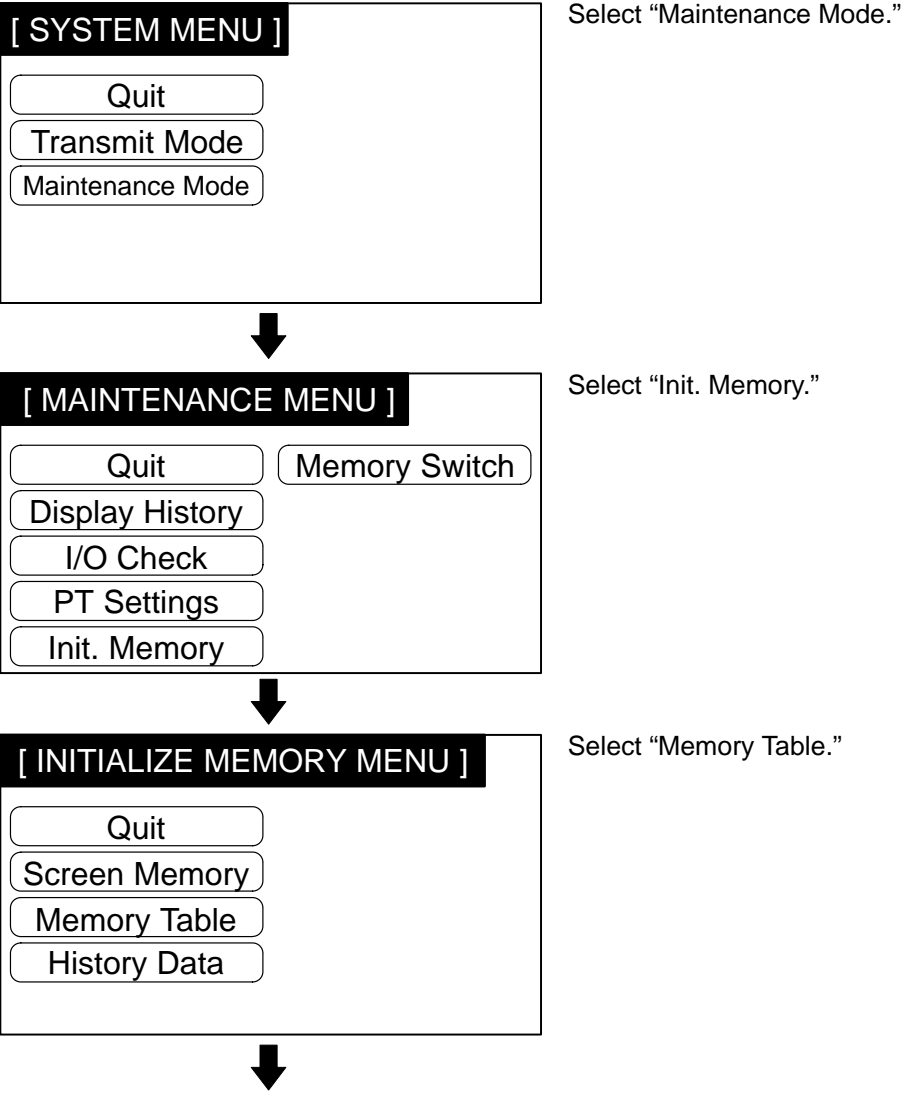 [ SYSTEM MENU ]
Select “Maintenance Mode.”
Quit
Transmit Mode
Maintenance Mode
[ MAINTENANCE MENU ]
Select “Init. Memory.”
Quit
Memory Switch
Display History
I/O Check
PT Settings
Init. Memory
[ INITIALIZE MEMORY MENU ]
Select “Memory Table.”
Quit
Screen Memory
Memory Table
History Data